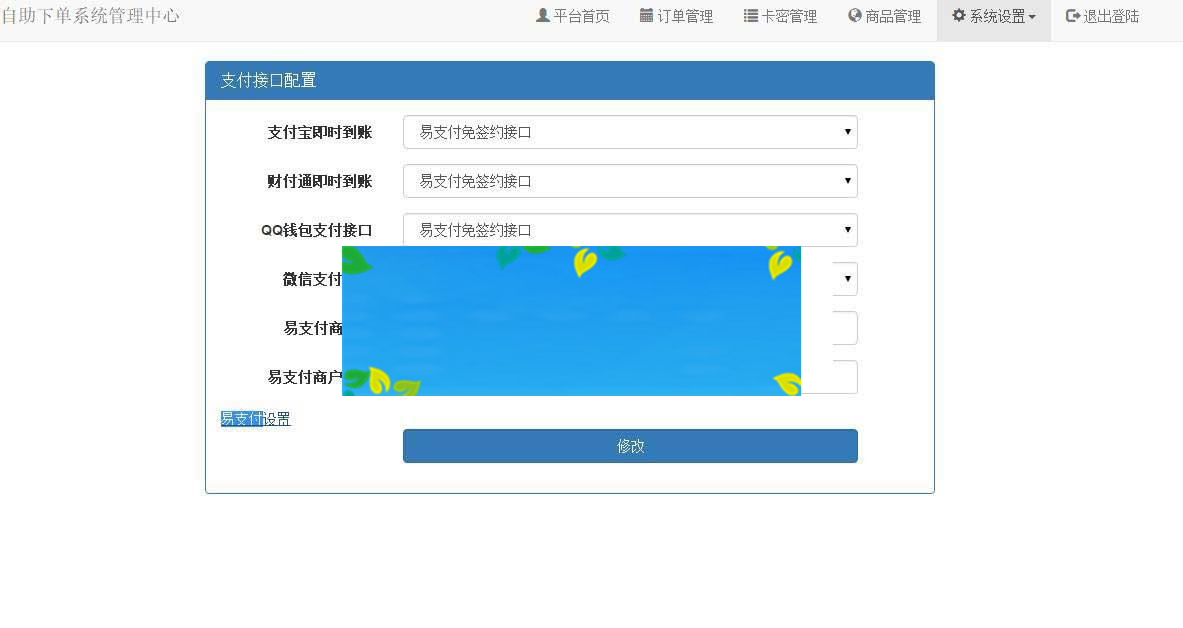 自助下单系统管理中心 平台首页 订单管理 卡密管理 商品管理 系统设置 退出登陆
支付接口配置
支付宝即时到账 易支付免签约接口
财付通即时到账 易支付免签约接口
QQ钱包支付接口 易支付免签约接口
微信支付
易支付商
易支付商户
易支付设置
修改